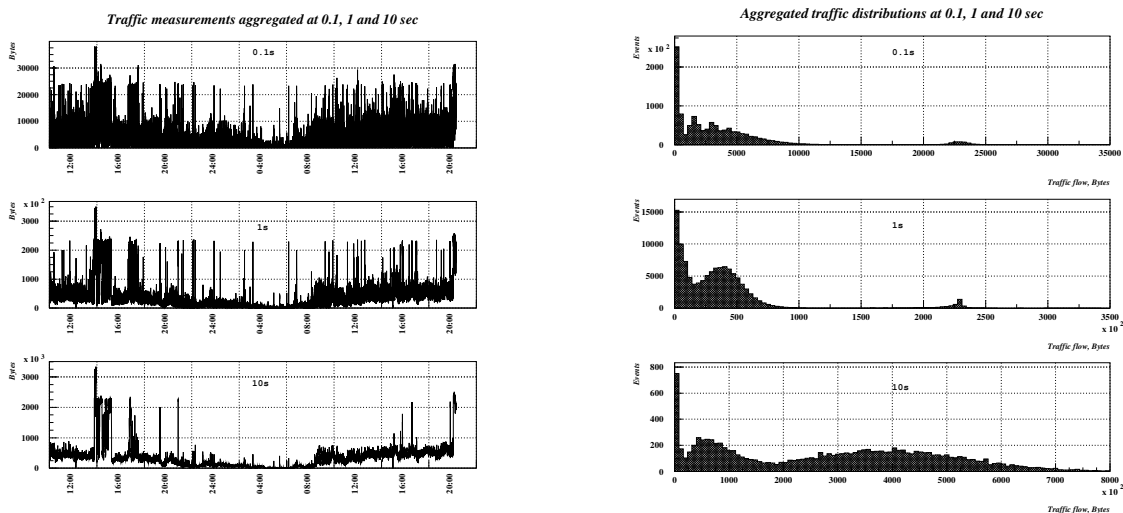 Traffic measurements aggregated at 0.1, 1 and 10 sec
Bytes
0.1s
30000
20000
10000
0
12:00 16:00 20:00 24:00 04:00 08:00 12:00 16:00 20:00
Bytes
x 10 2
1s
3000
2000
1000
0
12:00 16:00 20:00 24:00 04:00 08:00 12:00 16:00 20:00
Bytes
x 10 3
10s
3000
2000
1000
0
12:00 16:00 20:00 24:00 04:00 08:00 12:00 16:00 20:00
Aggregated traffic distributions at 0.1, 1 and 10 sec
Events
x 10 2
0.1s
2000
1000
0
0 5000 10000 15000 20000 25000 30000 35000
Traffic flow, Bytes
Events
15000
1s
10000
5000
0
0 500 1000 1500 2000 2500 3000 3500
x 10 2
Traffic flow, Bytes
Events
800
10s
600
400
200
0
0 1000 2000 3000 4000 5000 6000 7000 8000
x 10 2
Traffic flow, Bytes